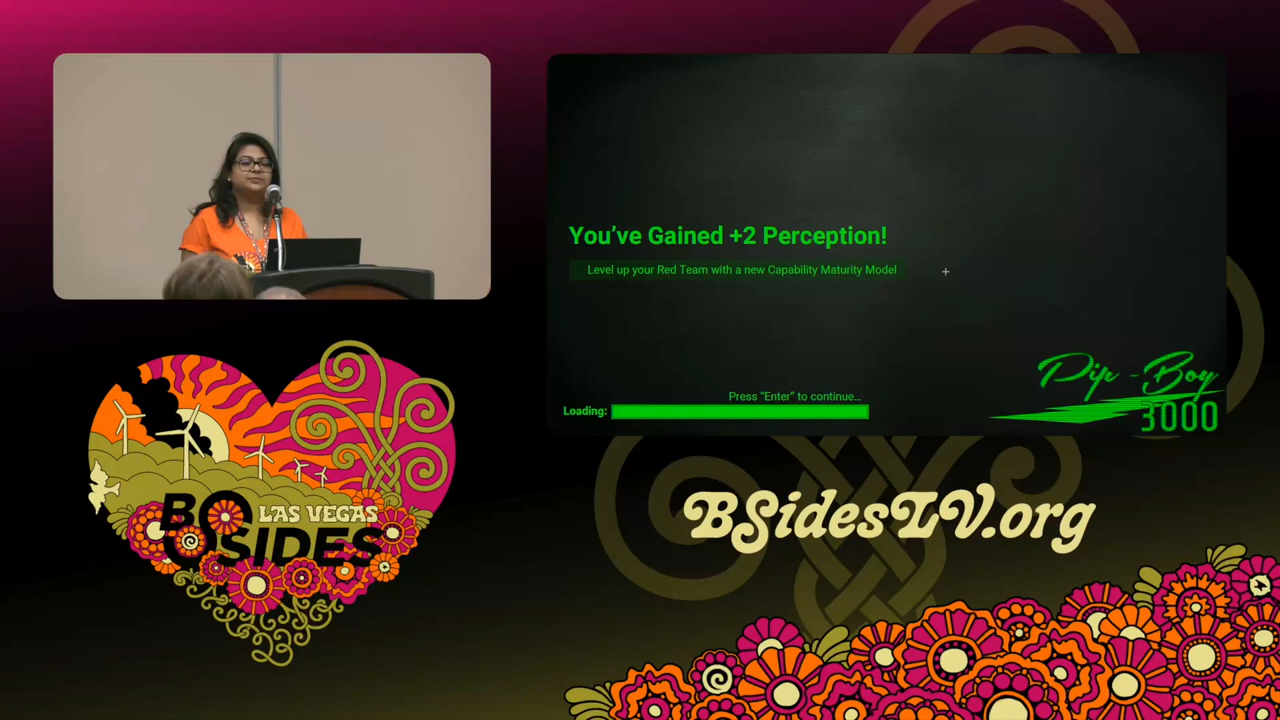 You've Gained +2 Perception!
Level up your Red Team with a new Capability Maturity Model
Press "Enter" to continue...
Loading:
Pip-Boy
3000
BSidesLV.org
LAS VEGAS
BSIDES